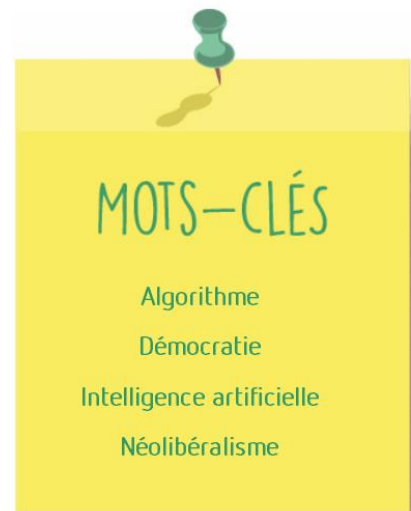 MOTS-CLÉS
Algorithme
Démocratie
Intelligence artificielle
Néolibéralisme